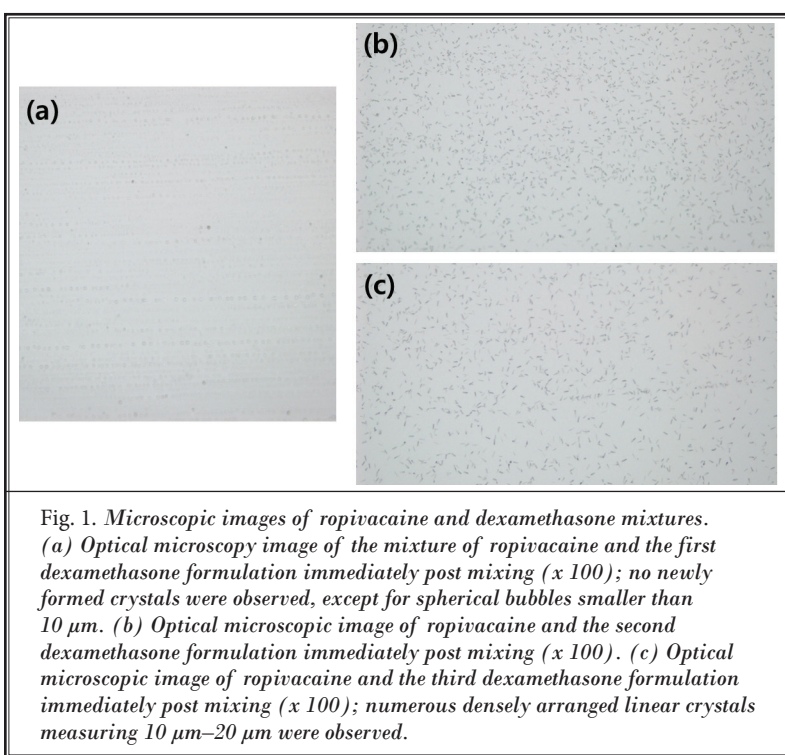 (a)
(b)
(c)
Fig. 1. Microscopic images of ropivacaine and dexamethasone mixtures.
(a) Optical microscopy image of the mixture of ropivacaine and the first
dexamethasone formulation immediately post mixing (x 100); no newly
formed crystals were observed, except for spherical bubbles smaller than
10 μm. (b) Optical microscopic image of ropivacaine and the second
dexamethasone formulation immediately post mixing (x 100). (c) Optical
microscopic image of ropivacaine and the third dexamethasone formulation
immediately post mixing (x 100); numerous densely arranged linear crystals
measuring 10 μm–20 μm were observed.